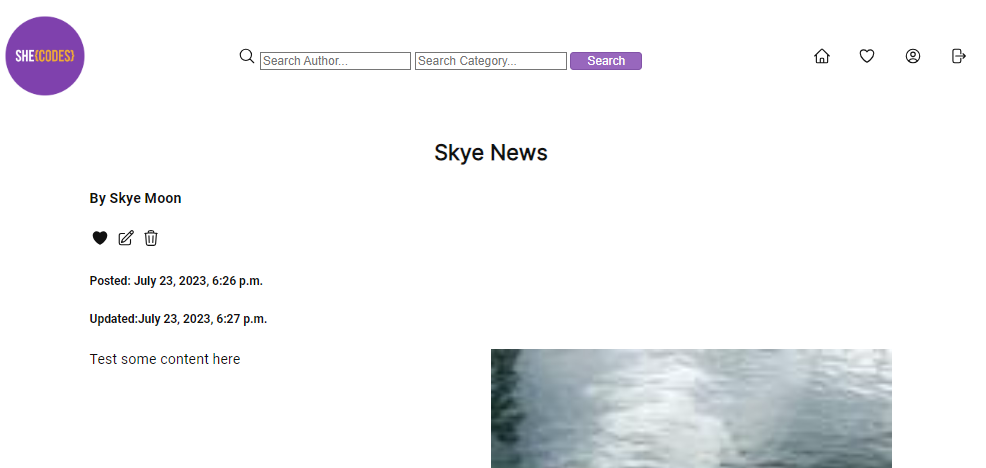 SHE{CODES}
Search Author... Search Category... Search
Skye News
By Skye Moon
Posted: July 23, 2023, 6:26 p.m.
Updated:July 23, 2023, 6:27 p.m.
Test some content here